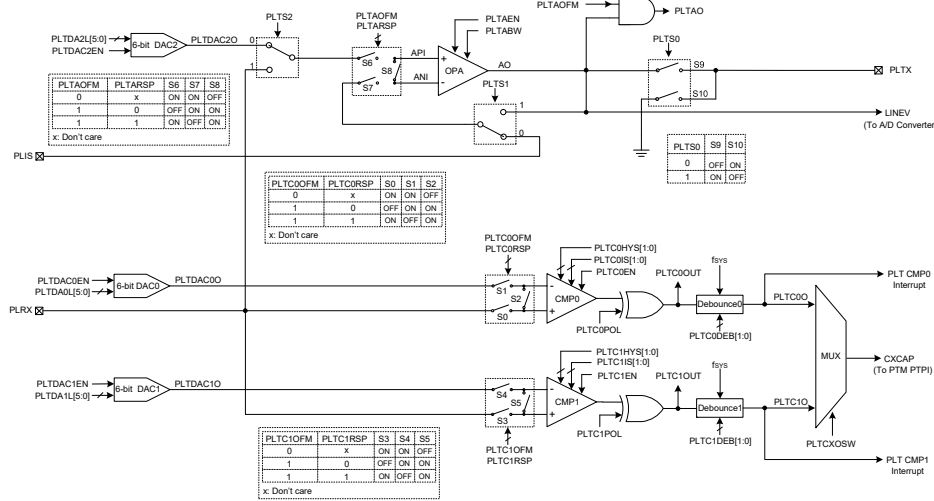 PLTAOFM
PLTAO
PLTS2
PLTAOFM
PLTARSP
PLTAEN
PLTABW
PLTDA2L[5:0]
PLTDAC2EN
6-bit DAC2
PLTDAC2O
0
1
S6
S7
S8
API
ANI
+
-
OPA
AO
PLTS0
S9
S10
PLTX
PLTS1
1
0
LINEV
(To A/D Converter
PLTAOFM PLTARSP S6 S7 S8
0 x ON ON OFF
1 0 OFF ON ON
1 1 ON OFF ON
x: Don't care
PLIS
PLTS0 S9 S10
0 OFF ON
1 ON OFF
PLTC0OFM PLTC0RSP S0 S1 S2
0 x ON ON OFF
1 0 OFF ON ON
1 1 ON OFF ON
x: Don't care
PLTC0OFM
PLTC0RSP
PLTC0HYS[1:0]
PLTC0IS[1:0]
PLTC0EN
PLTDAC0EN
PLTDA0L[5:0]
6-bit DAC0
PLTDAC0O
S1
S2
S0
-
+
CMP0
PLTC0POL
PLTC0OUT
fSYS
Debounce0
PLTC0DEB[1:0]
PLTC0O
PLT CMP0
Interrupt
PLRX
MUX
CXCAP
(To PTM PTPI)
PLTCXOSW
PLTC1HYS[1:0]
PLTC1IS[1:0]
PLTC1EN
PLTDAC1EN
PLTDA1L[5:0]
6-bit DAC1
PLTDAC1O
S4
S5
S3
-
+
CMP1
PLTC1POL
PLTC1OUT
fSYS
Debounce1
PLTC1DEB[1:0]
PLTC1O
PLTC1OFM
PLTC1RSP
PLT CMP1
Interrupt
PLTC1OFM PLTC1RSP S3 S4 S5
0 x ON ON OFF
1 0 OFF ON ON
1 1 ON OFF ON
x: Don't care